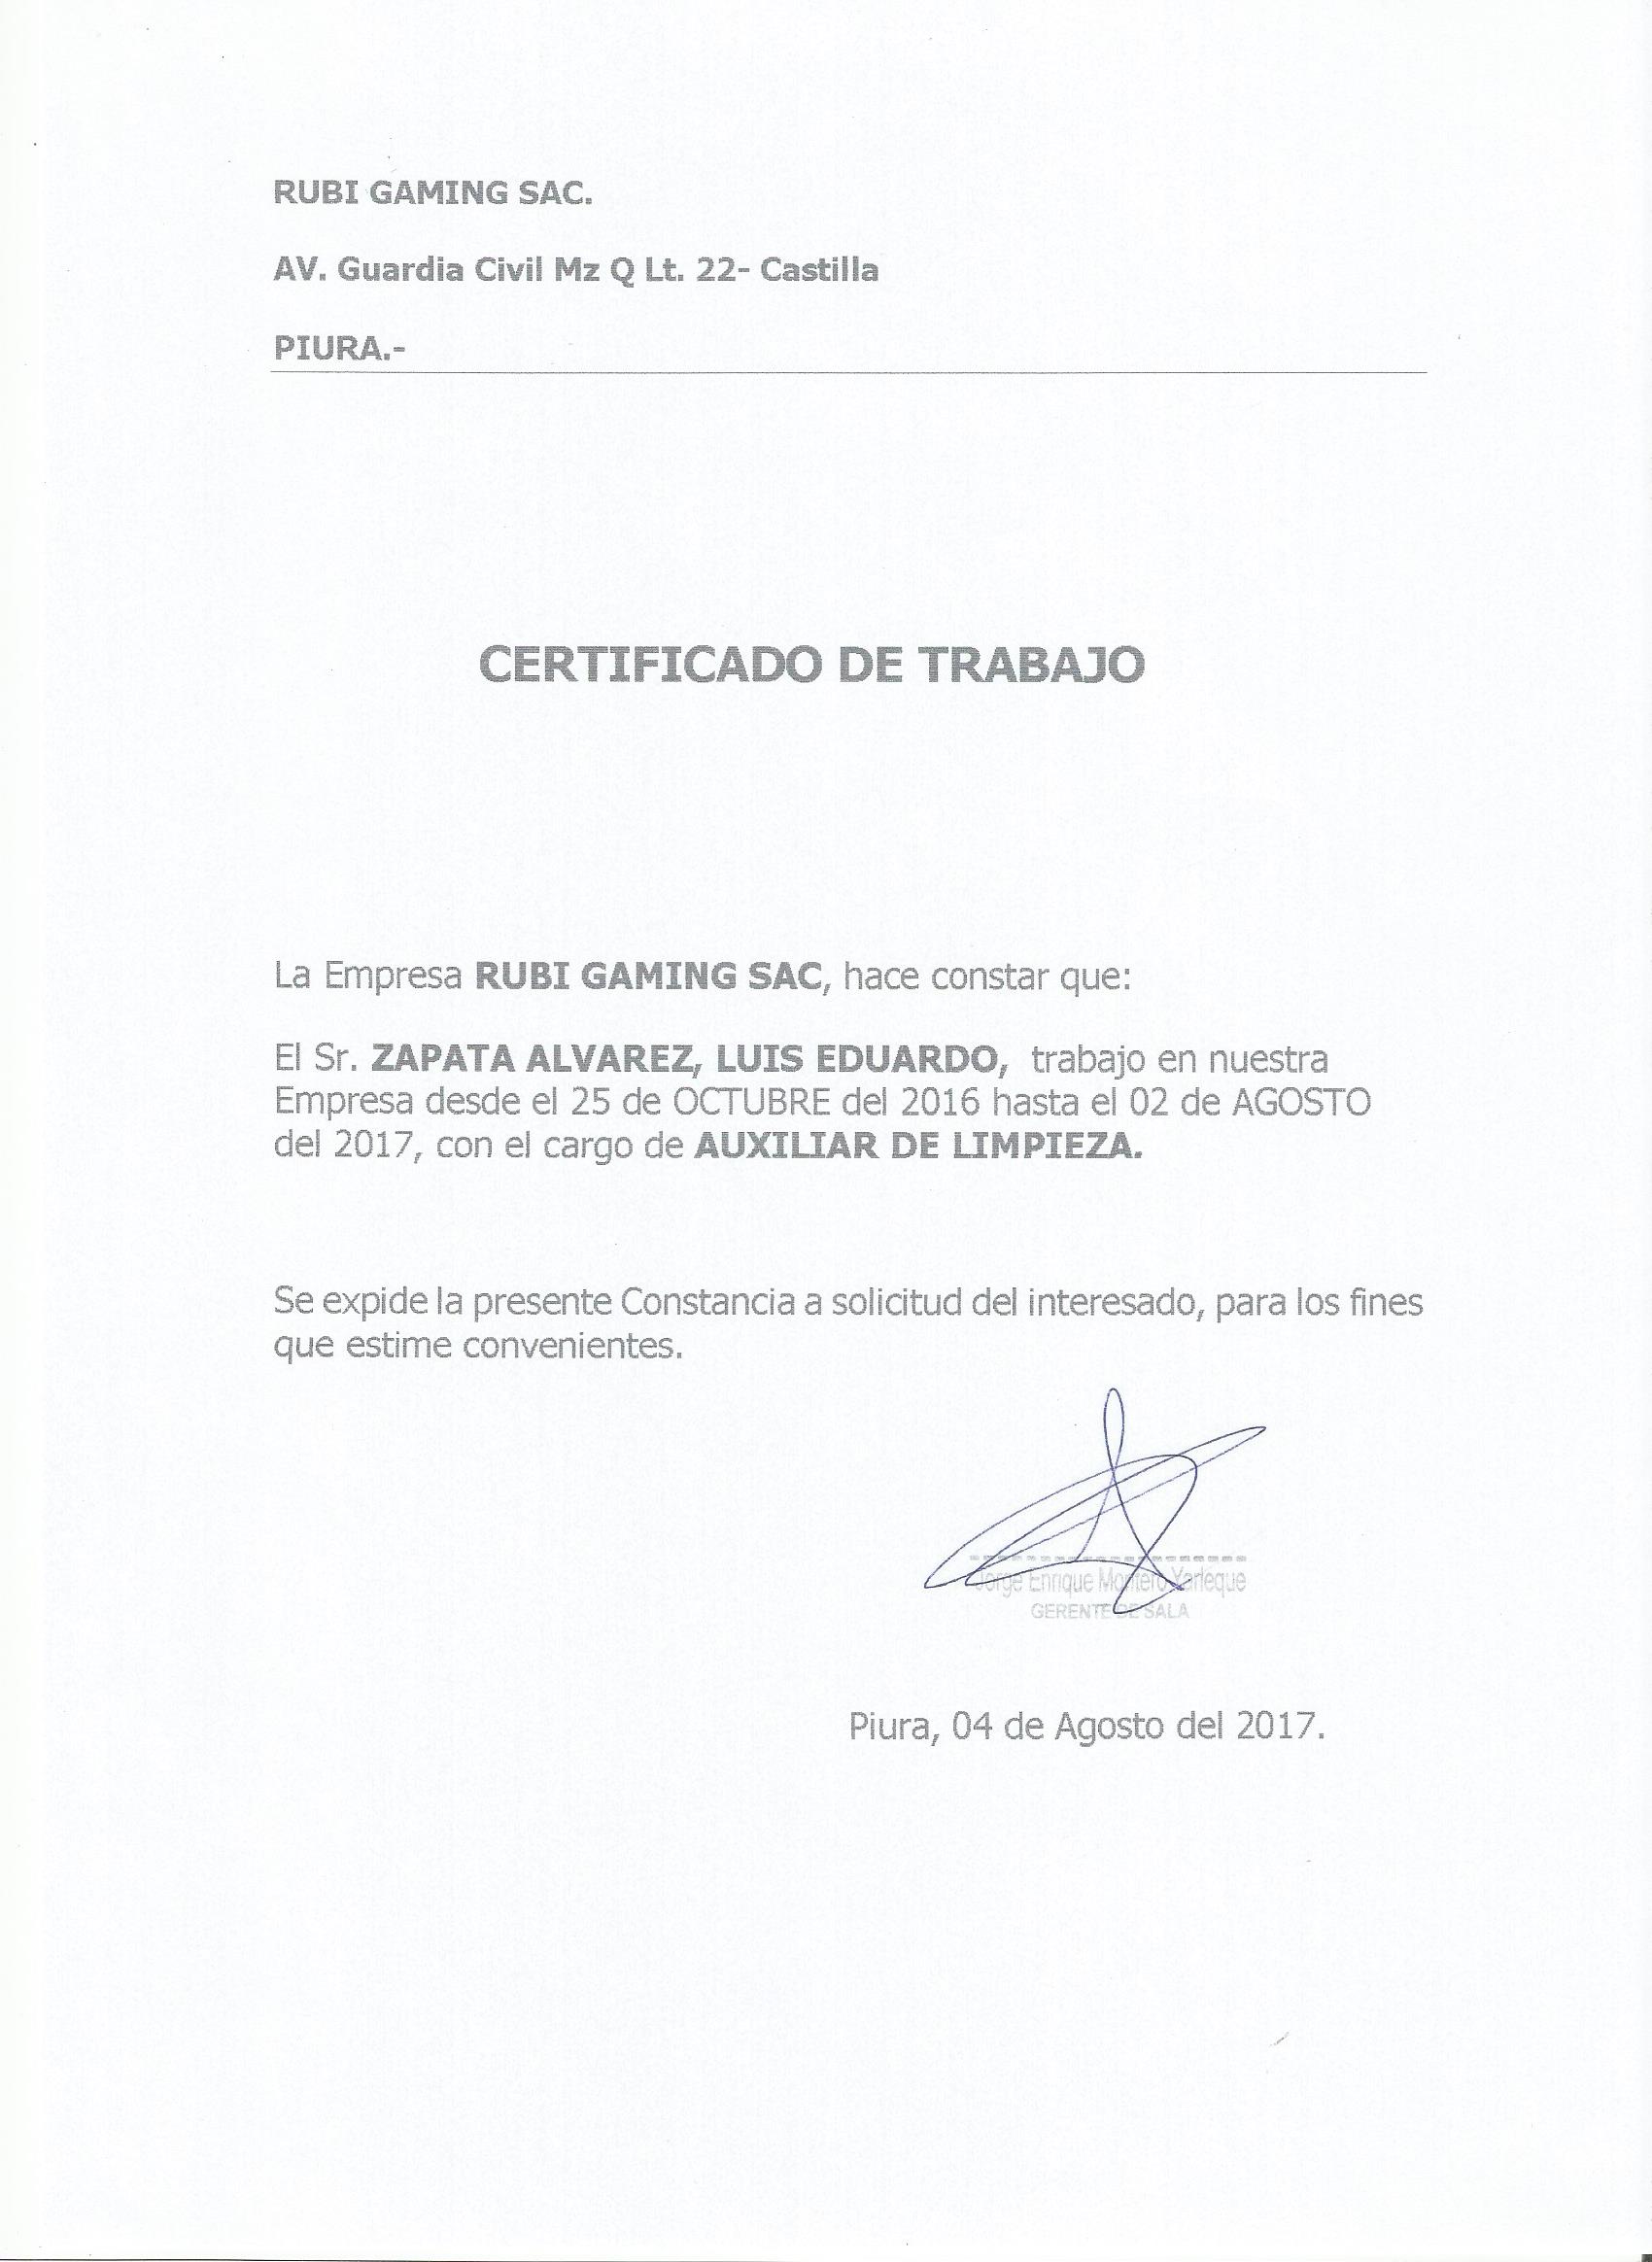 RUBI GAMING SAC.
AV. Guardia Civil Mz Q Lt. 22- Castilla
PIURA.-
CERTIFICADO DE TRABAJO
La Empresa RUBI GAMING SAC, hace constar que:
El Sr. ZAPATA ALVAREZ, LUIS EDUARDO, trabajo en nuestra
Empresa desde el 25 de OCTUBRE del 2016 hasta el 02 de AGOSTO
del 2017, con el cargo de AUXILIAR DE LIMPIEZA.
Se expide la presente Constancia a solicitud del interesado, para los fines
que estime convenientes.
Jorge Enrique Montero Yarleque
GERENTE DE SALA
Piura, 04 de Agosto del 2017.